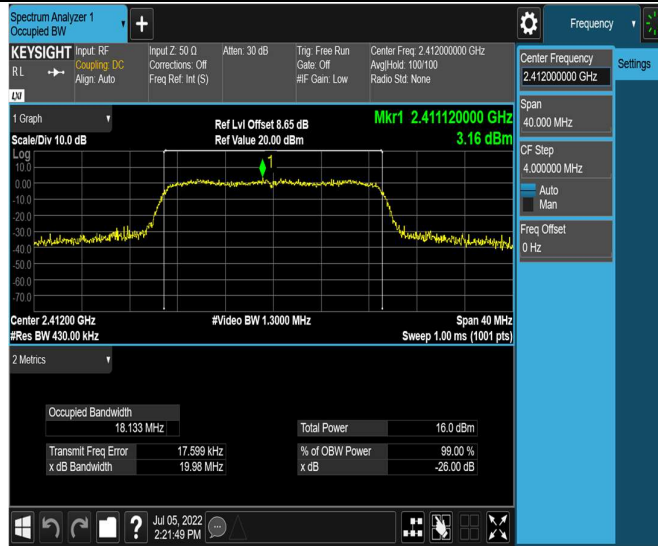 Spectrum Analyzer 1
Occupied BW
Frequency
KEYSIGHT
RL
LXI
Input: RF
Coupling: DC
Align: Auto
Input Z: 50 Ω
Corrections: Off
Freq Ref: Int (S)
Atten: 30 dB
Trig: Free Run
Gate: Off
#IF Gain: Low
Center Freq: 2.412000000 GHz
Avg|Hold: 100/100
Radio Std: None
Center Frequency
2.412000000 GHz
Settings
Span
40.000 MHz
CF Step
4.000000 MHz
Auto
Man
Freq Offset
0 Hz
1 Graph
Scale/Div 10.0 dB
Ref Lvl Offset 8.65 dB
Ref Value 20.00 dBm
Mkr1 2.411120000 GHz
3.16 dBm
Log
10.0
0.00
-10.0
-20.0
-30.0
-40.0
-50.0
-60.0
-70.0
1
Center 2.41200 GHz
#Res BW 430.00 kHz
#Video BW 1.3000 MHz
Span 40 MHz
Sweep 1.00 ms (1001 pts)
2 Metrics
Occupied Bandwidth
18.133 MHz
Total Power 16.0 dBm
Transmit Freq Error 17.599 kHz
% of OBW Power 99.00 %
x dB Bandwidth 19.98 MHz
x dB -26.00 dB
?
Jul 05, 2022
2:21:49 PM